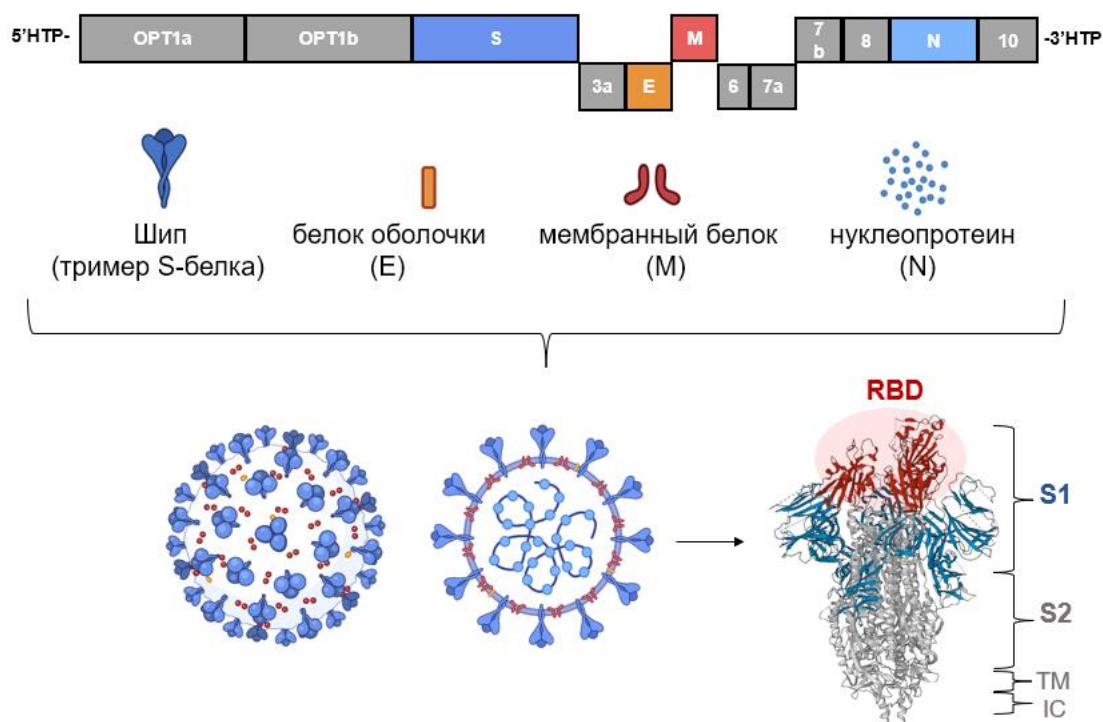 5'НТР- ОРТ1а ОРТ1b S 3a E M 6 7a 7b 8 N 10 -3'НТР
Шип
(тример S-белка)
белок оболочки
(E)
мембранный белок
(M)
нуклеопротеин
(N)
RBD
S1
S2
TM
IC